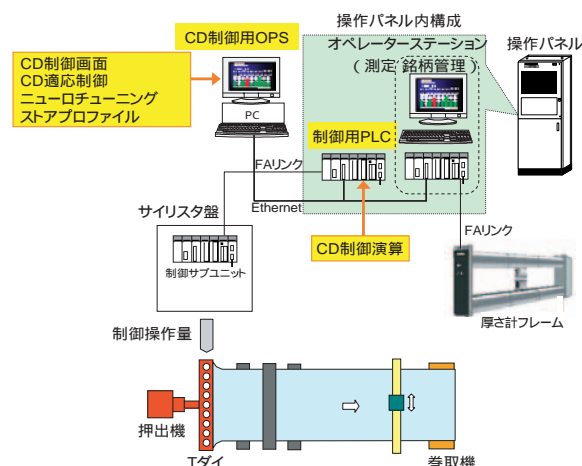 操作パネル内構成
CD制御用OPS
オペレーターステーション
(測定 銘柄管理)
操作パネル
CD制御画面
CD適応制御
ニューロチューニング
ストアプロファイル
PC
制御用PLC
FAリンク
Ethernet
サイリスタ盤
FAリンク
制御サブユニット
CD制御演算
厚さ計フレーム
制御操作量
押出機
Tダイ
巻取機